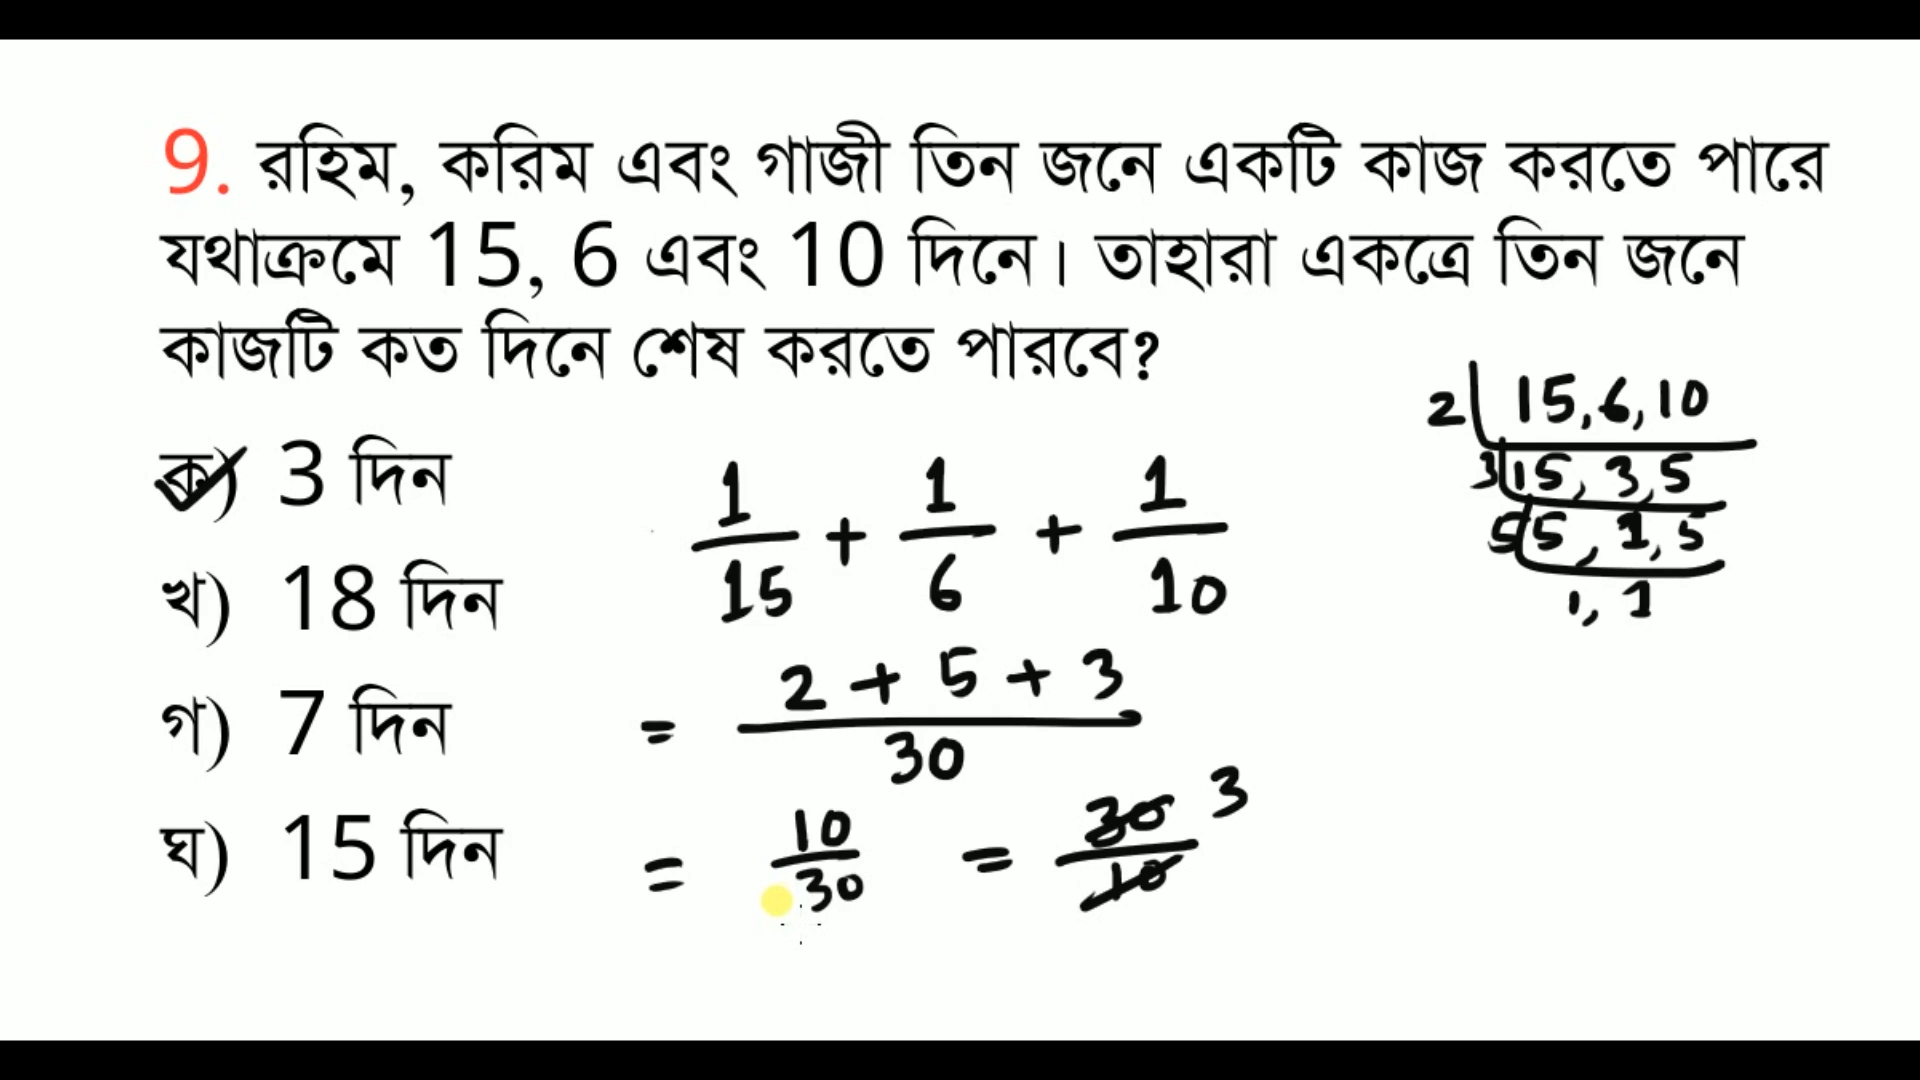 9. রহিম, করিম এবং গাজী তিন জনে একটি কাজ করতে পারে
যথাক্রমে 15, 6 এবং 10 দিনে। তাহারা একত্রে তিন জনে
কাজটি কত দিনে শেষ করতে পারবে?
ক) 3 দিন
খ) 18 দিন
গ) 7 দিন
ঘ) 15 দিন
1/15 + 1/6 + 1/10
= 2 + 5 + 3 / 30
= 10/30 = 30/10 3
2 15, 6, 10
3 15, 3, 5
5 5, 1, 5
1, 1